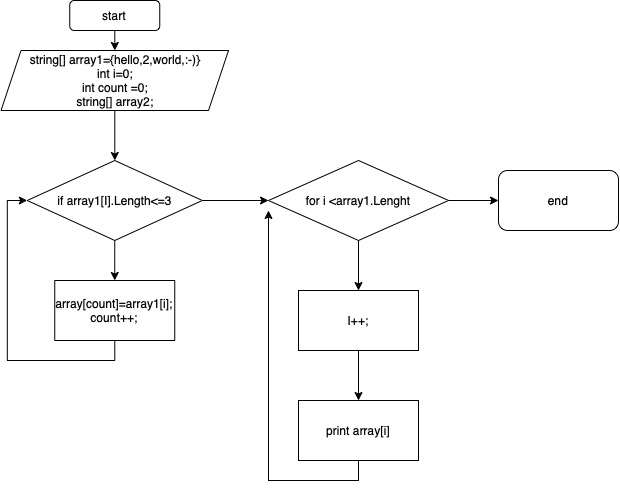 start
string[] array1={hello,2,world,:-)}
int i=0;
int count =0;
string[] array2;
if array1[I].Length<=3
for i <array1.Lenght
end
array[count]=array1[i];
count++;
I++;
print array[i]